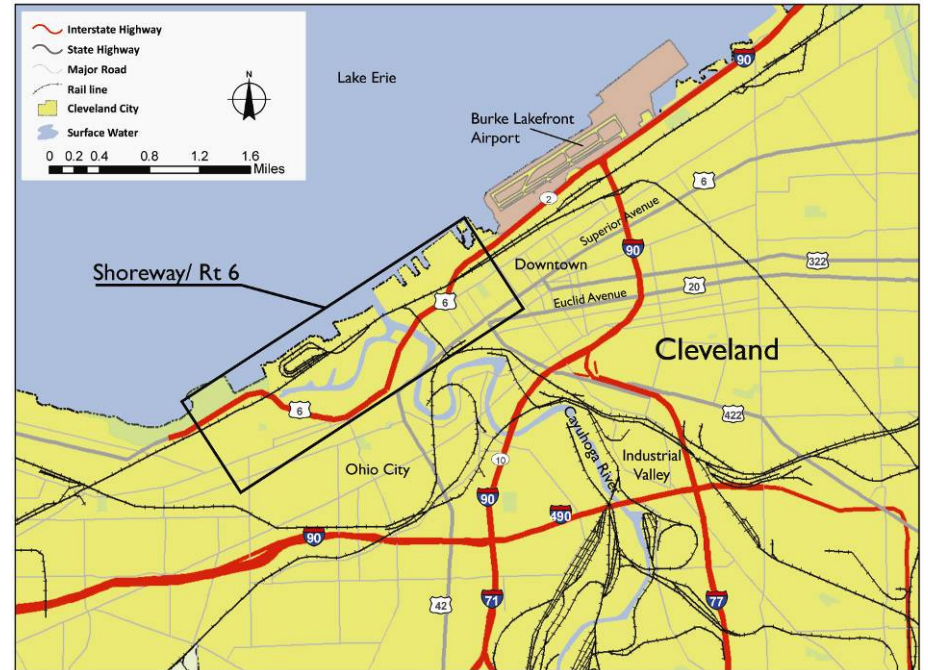 Interstate Highway
State Highway
Major Road
Rail line
Cleveland City
Surface Water
N
0 0.2 0.4 0.8 1.2 1.6
Miles
Lake Erie
90
Burke Lakefront
Airport
2
6
Superior Avenue
90
Shoreway/ Rt 6
Downtown
322
6
Euclid Avenue
20
Cleveland
6
422
Ohio City
10
Cayuhoga River
Industrial
Valley
90
490
90
42
71
77